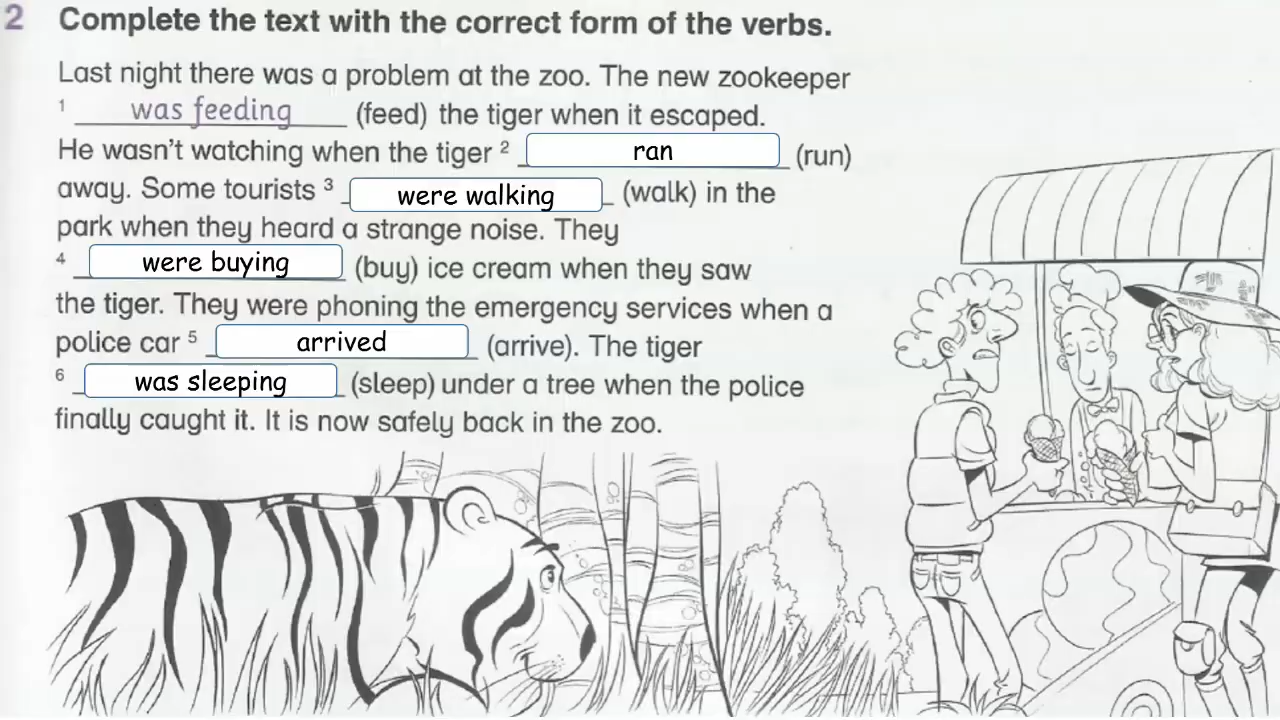 2 Complete the text with the correct form of the verbs.
Last night there was a problem at the zoo. The new zookeeper
1 was feeding (feed) the tiger when it escaped.
He wasn't watching when the tiger 2 ran (run)
away. Some tourists 3 were walking (walk) in the
park when they heard a strange noise. They
4 were buying (buy) ice cream when they saw
the tiger. They were phoning the emergency services when a
police car 5 arrived (arrive). The tiger
6 was sleeping (sleep) under a tree when the police
finally caught it. It is now safely back in the zoo.